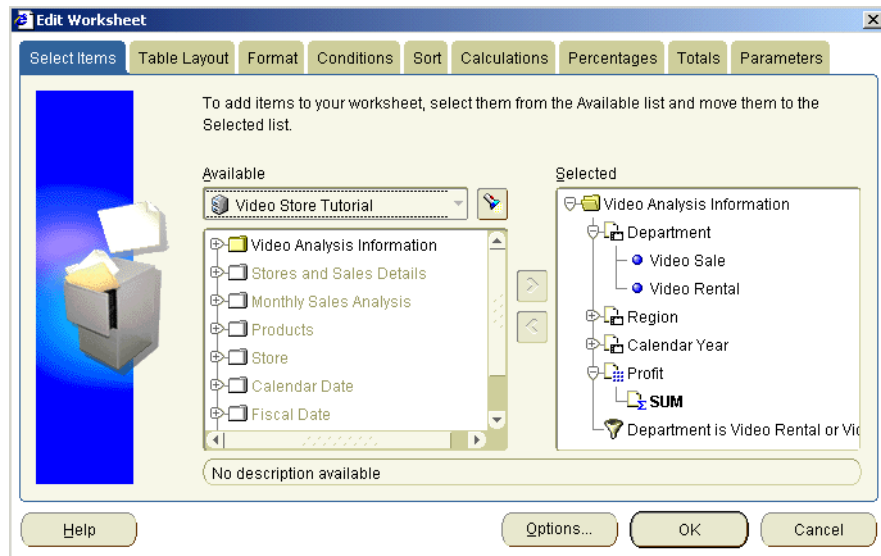 Edit Worksheet
Select Items Table Layout Format Conditions Sort Calculations Percentages Totals Parameters
To add items to your worksheet, select them from the Available list and move them to the
Selected list.
Available
Video Store Tutorial
Video Analysis Information
Stores and Sales Details
Monthly Sales Analysis
Products
Store
Calendar Date
Fiscal Date
Selected
Video Analysis Information
Department
Video Sale
Video Rental
Region
Calendar Year
Profit
SUM
Department is Video Rental or
No description available
Help Options... OK Cancel